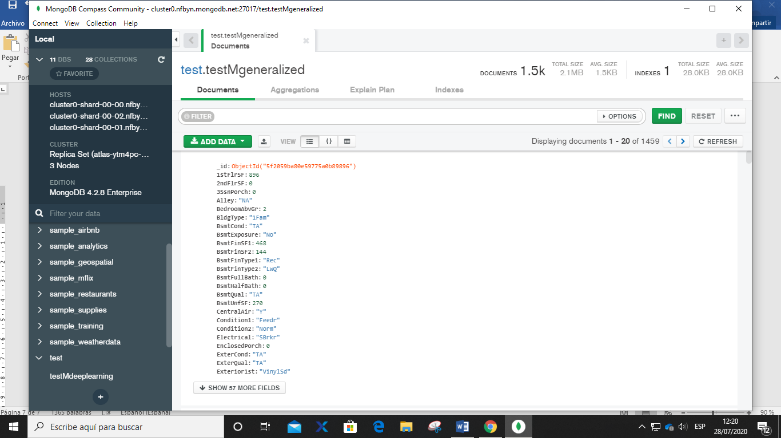 MongoDB Compass Community - cluster0.nfbyn.mongodb.net:27017/test.testMgeneralized
Archivo
Connect View Collection Help
Local
test.testMgeneralized
Documents
Pegar
11 DBS 28 COLLECTIONS
FAVORITE
test.testMgeneralized
DOCUMENTS 1.5k
TOTAL SIZE AVG. SIZE
2.1MB 1.5KB
INDEXES 1
TOTAL SIZE AVG. SIZE
28.0KB 28.0KB
Documents Aggregations Explain Plan Indexes
HOSTS
cluster0-shard-00-00.nfby...
cluster0-shard-00-02.nfby...
cluster0-shard-00-01.nfby...
FILTER OPTIONS FIND RESET ...
ADD DATA VIEW {} Displaying documents 1 - 20 of 1459 REFRESH
CLUSTER
Replica Set (atlas-ytm4pc-...
3 Nodes
EDITION
MongoDB 4.2.8 Enterprise
Filter your data
sample_airbnb
sample_analytics
sample_geospatial
sample_mflix
sample_restaurants
sample_supplies
sample_training
sample_weatherdata
test
testMdeeplearning
1stFlrSF: 896
2ndFlrSF: 0
3SsnPorch: 0
Alley: "NA"
BedroomAbvGr: 2
BldgType: "1Fam"
BsmtCond: "TA"
BsmtExposure: "No"
BsmtFinSF1: 468
BsmtFinSF2: 144
BsmtFinType1: "Rec"
BsmtFinType2: "LwQ"
BsmtFullBath: 0
BsmtHalfBath: 0
BsmtQual: "TA"
BsmtUnfSF: 270
CentralAir: "Y"
Condition1: "Feedr"
Condition2: "Norm"
Electrical: "SBrkr"
EnclosedPorch: 0
ExterCond: "TA"
ExterQual: "TA"
Exterior1st: "VinylSd"
SHOW 57 MORE FIELDS
90 %
Escribe aquí para buscar
ESP
12:20
28/07/2020